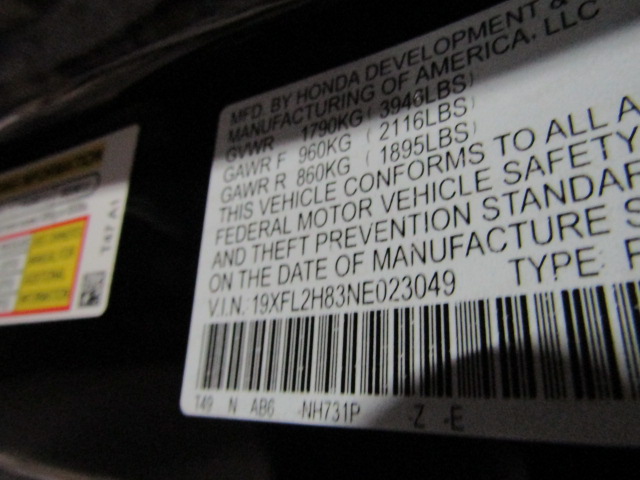 MFD. BY HONDA DEVELOPMENT &
MANUFACTURING OF AMERICA, LLC
GVWR 1790KG (3946LBS)
GAWR F 960KG (2116LBS)
GAWR R 860KG (1895LBS)
THIS VEHICLE CONFORMS TO ALL A
FEDERAL MOTOR VEHICLE SAFETY
AND THEFT PREVENTION STANDAR
ON THE DATE OF MANUFACTURE S
V.I.N.: 19XFL2H83NE023049 TYPE: P
T49 N AB6 -NH731P -Z -E
T47 A1